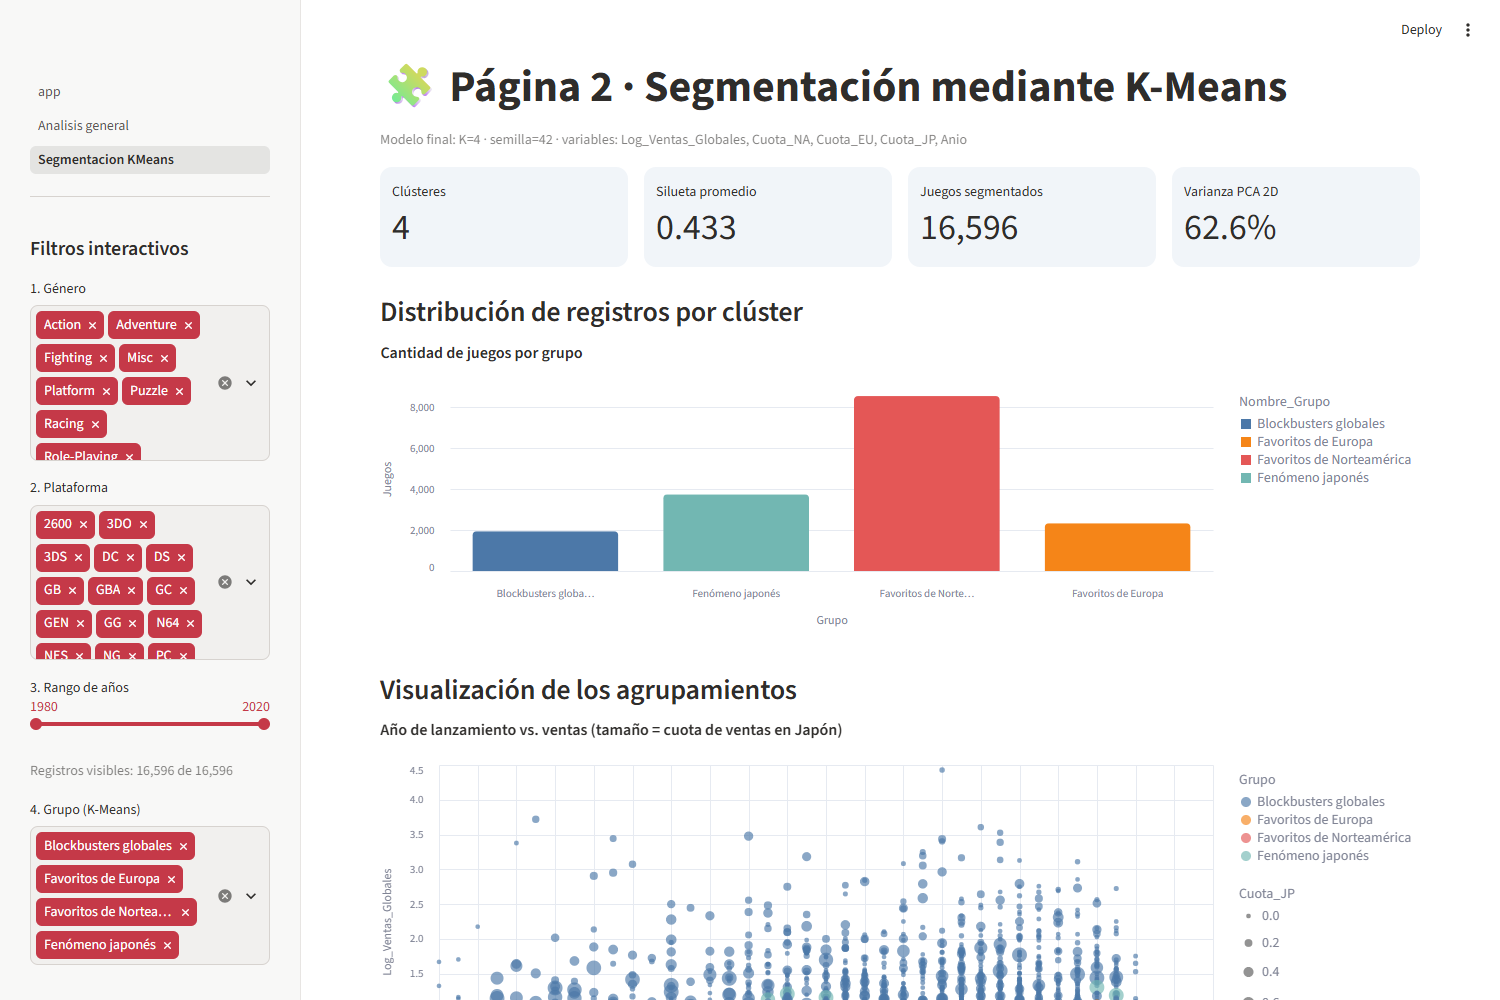 Deploy
app
Analisis general
Segmentacion KMeans
Filtros interactivos
1. Género
Action
Adventure
Fighting
Misc
Platform
Puzzle
Racing
Role-Playing
2. Plataforma
2600
3DO
3DS
DC
DS
GB
GBA
GC
GEN
GG
N64
NES
NG
PC
3. Rango de años
1980
2020
Registros visibles: 16,596 de 16,596
4. Grupo (K-Means)
Blockbusters globales
Favoritos de Europa
Favoritos de Nortea…
Fenómeno japonés
Página 2 · Segmentación mediante K-Means
Modelo final: K=4 · semilla=42 · variables: Log_Ventas_Globales, Cuota_NA, Cuota_EU, Cuota_JP, Anio
Clústeres
4
Silueta promedio
0.433
Juegos segmentados
16,596
Varianza PCA 2D
62.6%
Distribución de registros por clúster
Cantidad de juegos por grupo
8,000
6,000
4,000
2,000
0
Juegos
Blockbusters globa…
Fenómeno japonés
Favoritos de Norte…
Favoritos de Europa
Grupo
Nombre_Grupo
Blockbusters globales
Favoritos de Europa
Favoritos de Norteamérica
Fenómeno japonés
Visualización de los agrupamientos
Año de lanzamiento vs. ventas (tamaño = cuota de ventas en Japón)
4.5
4.0
3.5
3.0
2.5
2.0
1.5
Log_Ventas_Globales
Grupo
Blockbusters globales
Favoritos de Europa
Favoritos de Norteamérica
Fenómeno japonés
Cuota_JP
0.0
0.2
0.4